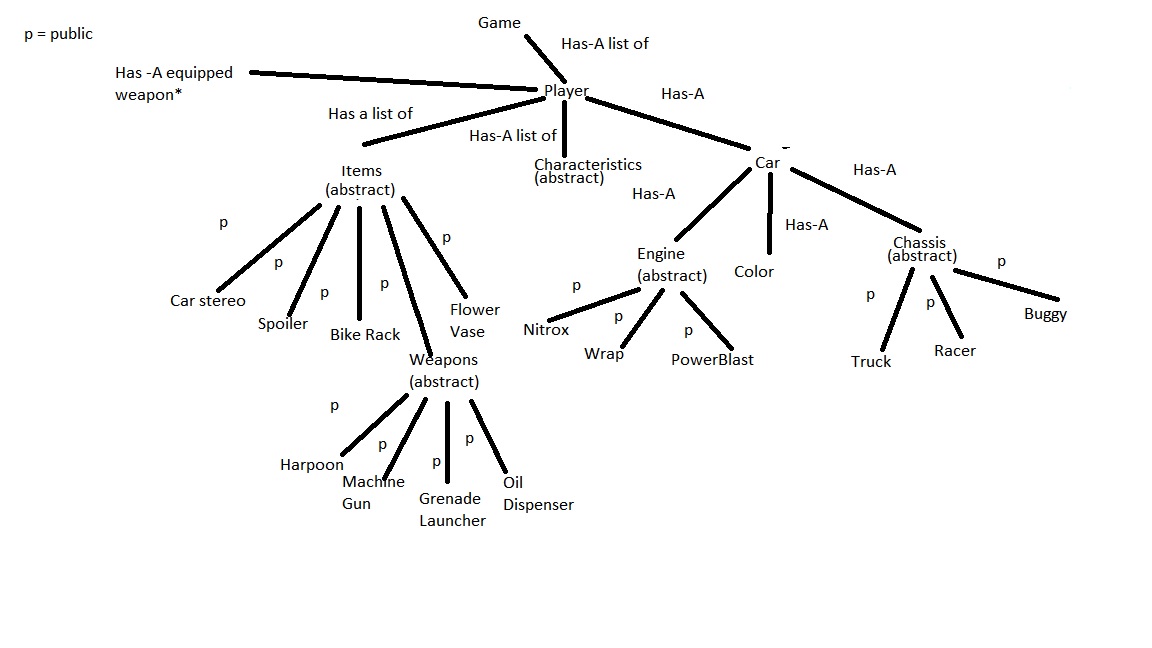 Game
p = public
Has-A list of
Has -A equipped
weapon*
Player
Has-A
Has a list of
Has-A list of
Characteristics
(abstract)
Car
Items
(abstract)
Has-A
Has-A
p
p
p
p
p
Car stereo
Spoiler
Bike Rack
Flower
Vase
Has-A
Engine
(abstract)
Color
Chassis
(abstract)
p
p
p
Nitrox
Wrap
PowerBlast
p
p
p
Truck
Racer
Buggy
Weapons
(abstract)
p
p
p
p
Harpoon
Machine
Gun
Grenade
Launcher
Oil
Dispenser